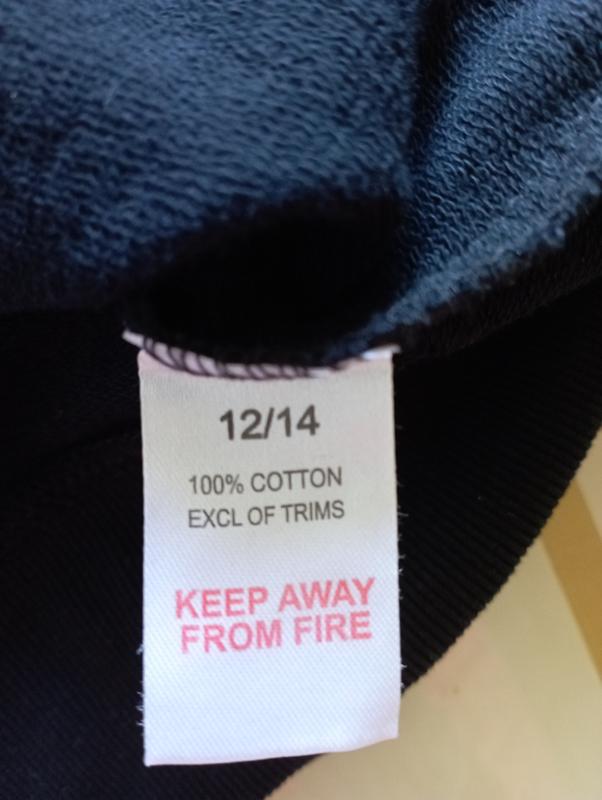 12/14
100% COTTON
EXCL OF TRIMS
KEEP AWAY
FROM FIRE